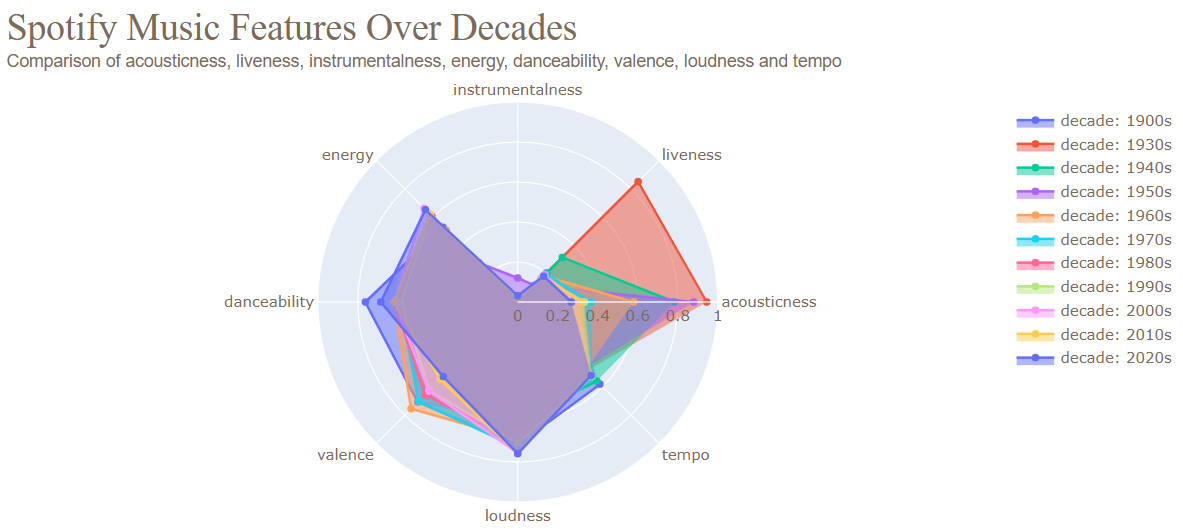 Spotify Music Features Over Decades
Comparison of acousticness, liveness, instrumentalness, energy, danceability, valence, loudness and tempo
instrumentalness
energy
liveness
danceability
acousticness
0 0.2 0.4 0.6 0.8 1
valence
tempo
loudness
decade: 1900s
decade: 1930s
decade: 1940s
decade: 1950s
decade: 1960s
decade: 1970s
decade: 1980s
decade: 1990s
decade: 2000s
decade: 2010s
decade: 2020s